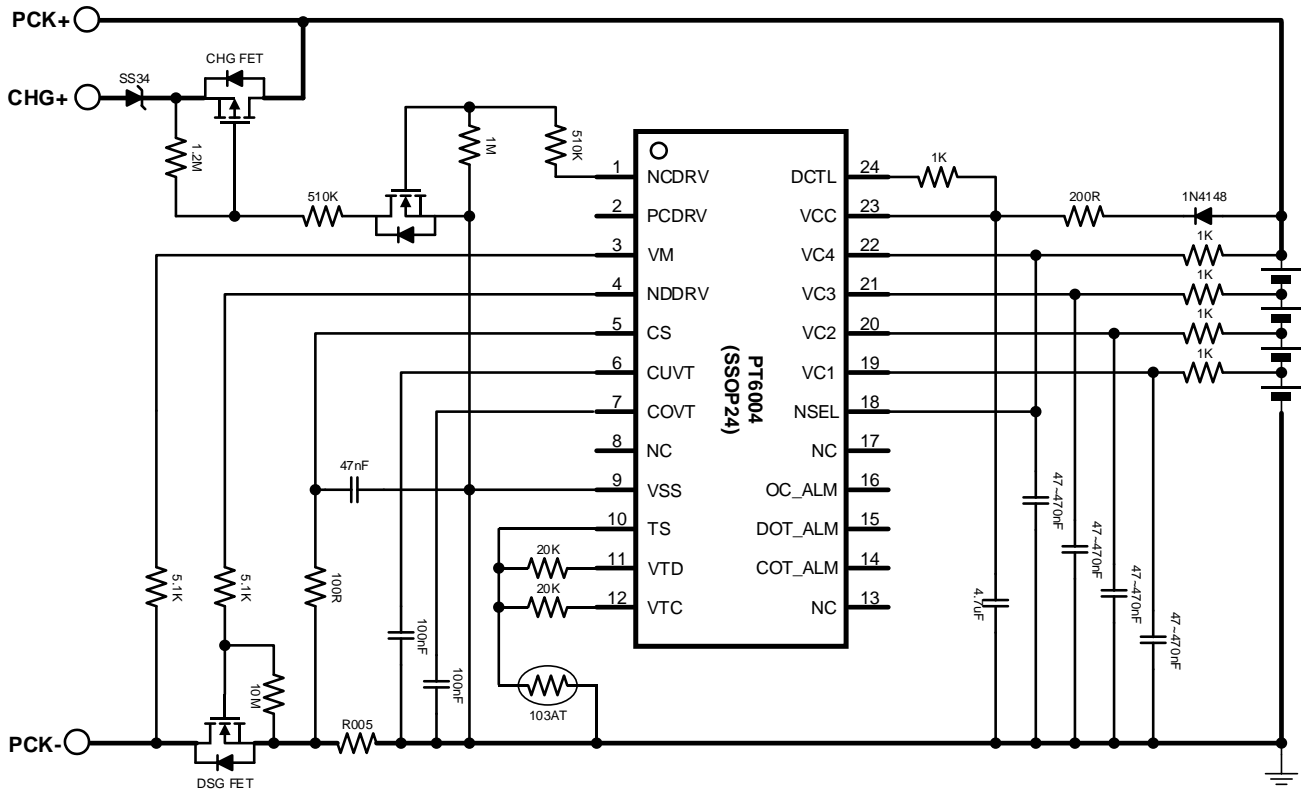 PCK+
CHG FET
SS34
CHG+
1.2M
510K
1M
510K
1 NCDRV
2 PCDRV
3 VM
4 NDDRV
5 CS
6 CUVT
7 COVT
8 NC
9 VSS
10 TS
11 VTD
12 VTC
PT6004
(SSOP24)
DCTL 24
VCC 23
VC4 22
VC3 21
VC2 20
VC1 19
NSEL 18
NC 17
OC_ALM 16
DOT_ALM 15
COT_ALM 14
NC 13
1K
200R
1N4148
1K
1K
1K
1K
47nF
20K
20K
5.1K
5.1K
100R
100nF
100nF
10M
103AT
4.7uF
47~470nF
47~470nF
47~470nF
47~470nF
R005
PCK-
DSG FET